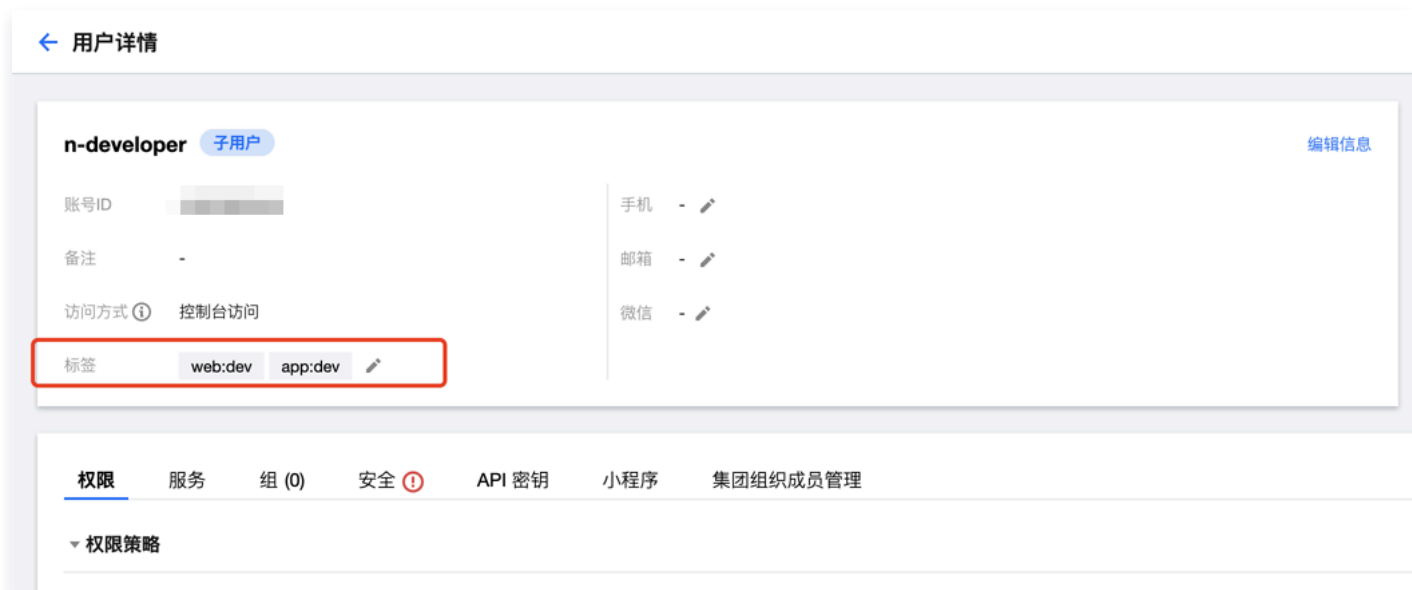 用户详情
n-developer 子用户 编辑信息
账号ID
手机 -
备注 -
邮箱 -
访问方式 控制台访问
微信 -
标签 web:dev app:dev
权限 服务 组 (0) 安全 API 密钥 小程序 集团组织成员管理
权限策略